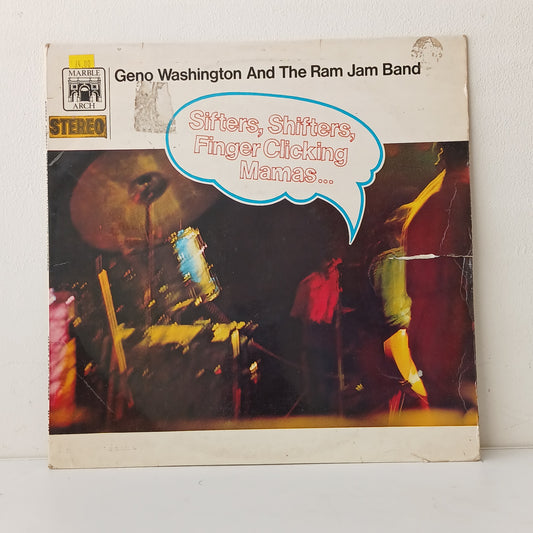 Geno Washington And The Ram Jam Band
MARBLE
ARCH
STEREO
Sifters, Shifters,
Finger Clicking
Mamas...